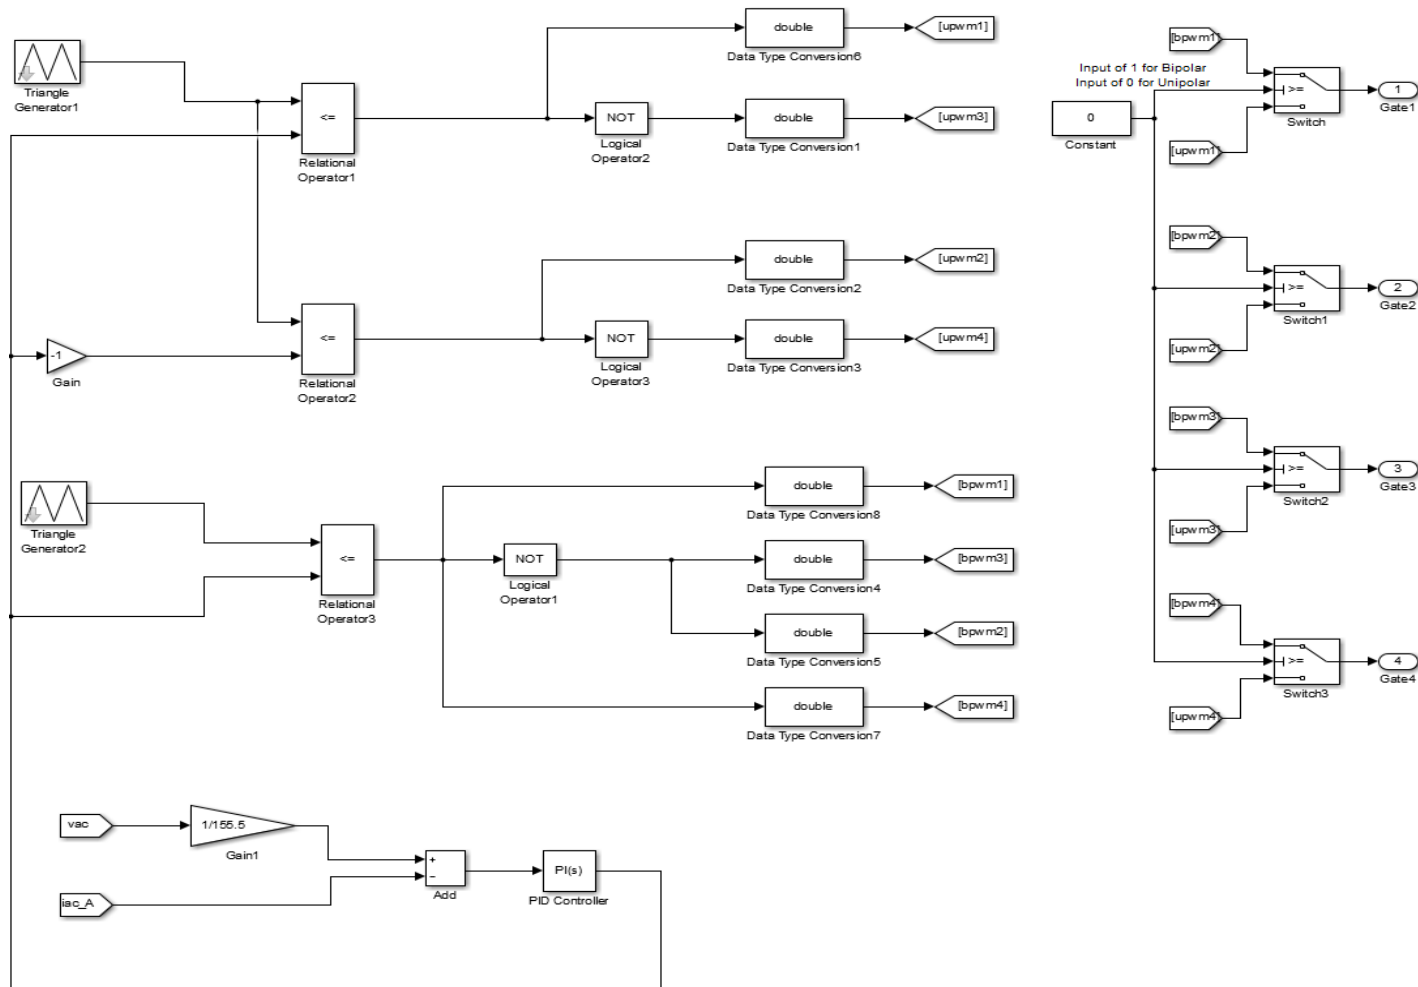 double
[upwm1]
Data Type Conversion6
Triangle
Generator1
<=
Relational
Operator1
NOT
Logical
Operator2
double
[upwm3]
Data Type Conversion1
double
[upwm2]
Data Type Conversion2
-1
Gain
<=
Relational
Operator2
NOT
Logical
Operator3
double
[upwm4]
Data Type Conversion3
Triangle
Generator2
<=
Relational
Operator3
double
[bpwm1]
Data Type Conversion8
NOT
Logical
Operator1
double
[bpwm3]
Data Type Conversion4
double
[bpwm2]
Data Type Conversion5
double
[bpwm4]
Data Type Conversion7
vac
1/155.5
Gain1
iac_A
+
−
Add
PI(s)
PID Controller
Input of 1 for Bipolar
Input of 0 for Unipolar
0
Constant
[bpwm1]
>=
Switch
1
Gate1
[upwm1]
[bpwm2]
>=
Switch1
2
Gate2
[upwm2]
[bpwm3]
>=
Switch2
3
Gate3
[upwm3]
[bpwm4]
>=
Switch3
4
Gate4
[upwm4]